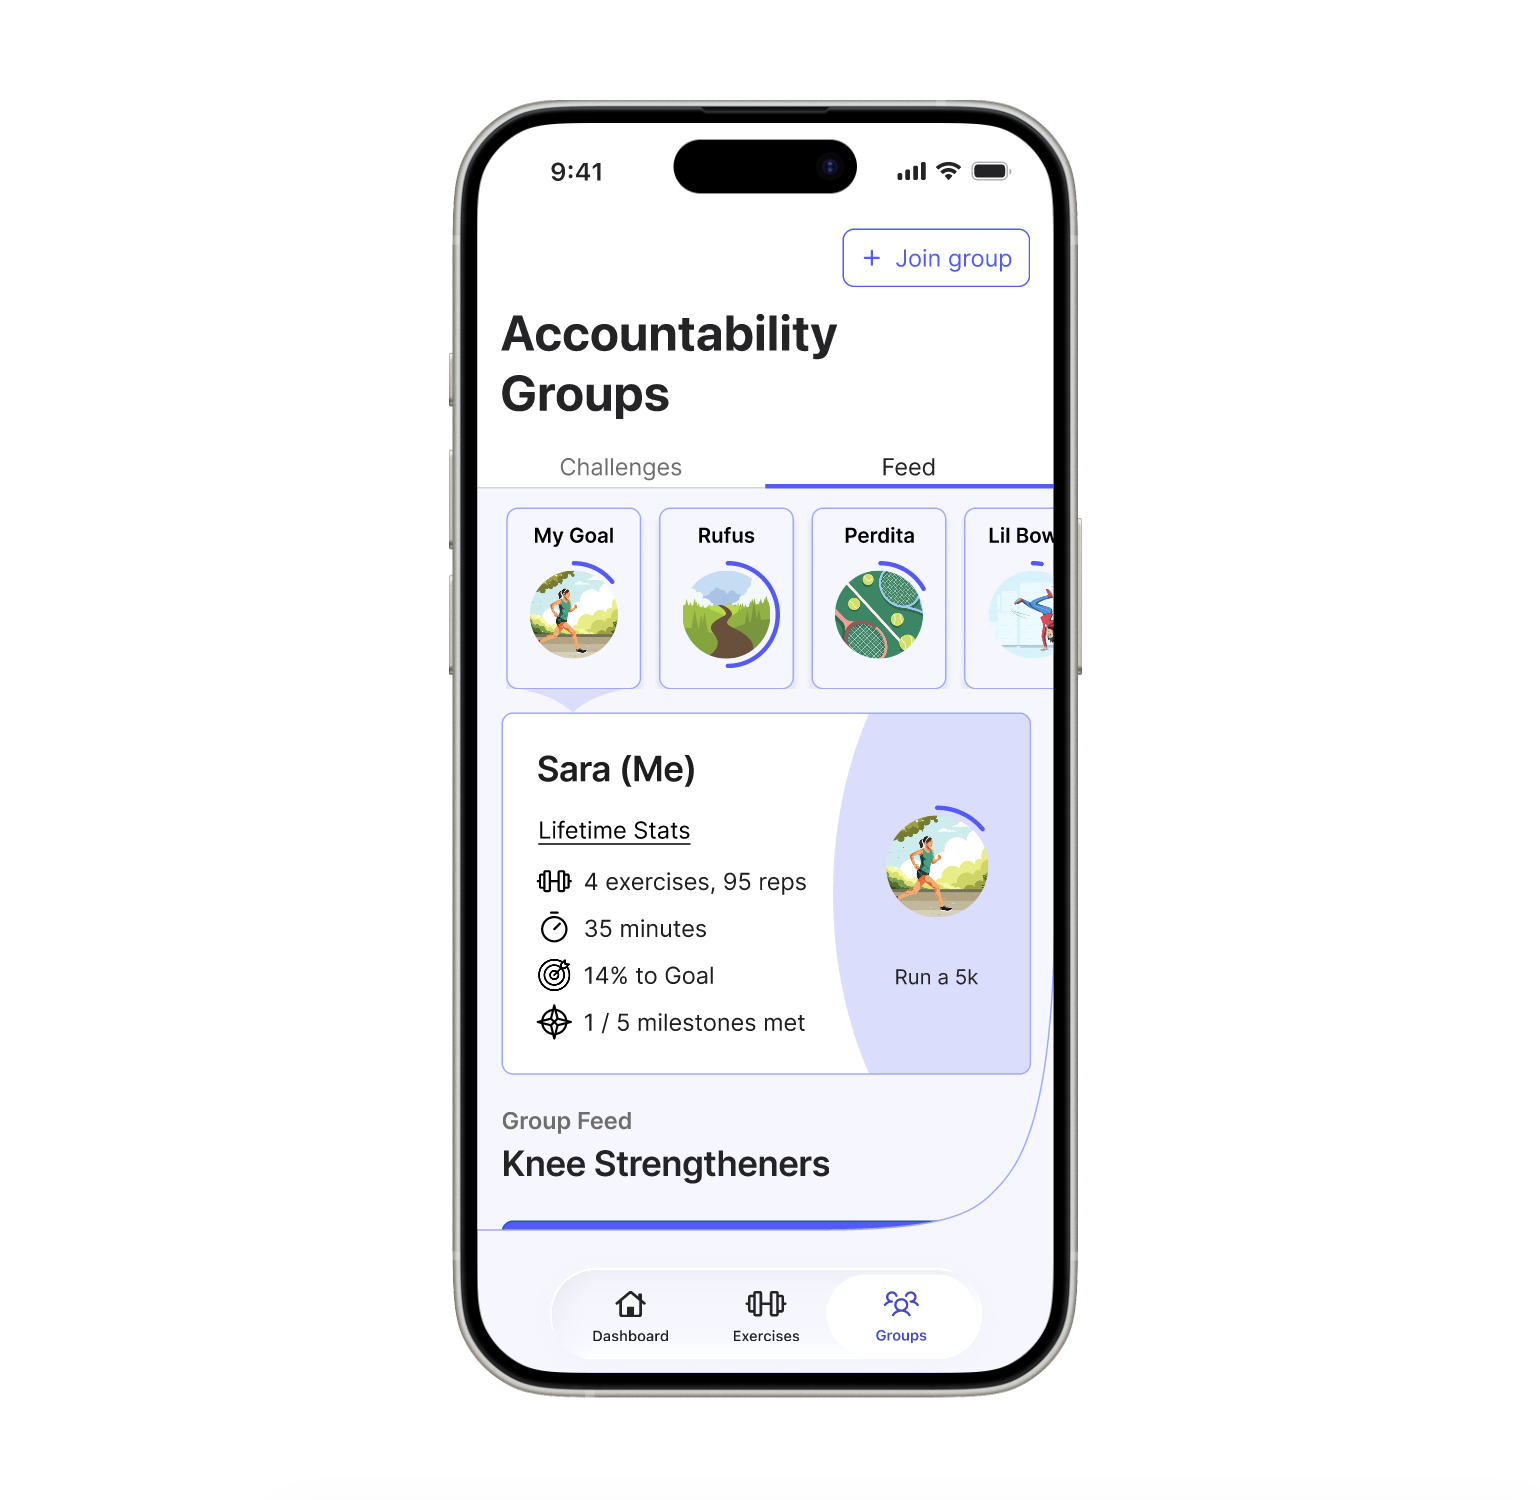 9:41
+ Join group
Accountability
Groups
Challenges
Feed
My Goal
Rufus
Perdita
Lil Bow
Sara (Me)
Lifetime Stats
4 exercises, 95 reps
35 minutes
14% to Goal
1 / 5 milestones met
Run a 5k
Group Feed
Knee Strengtheners
Dashboard
Exercises
Groups